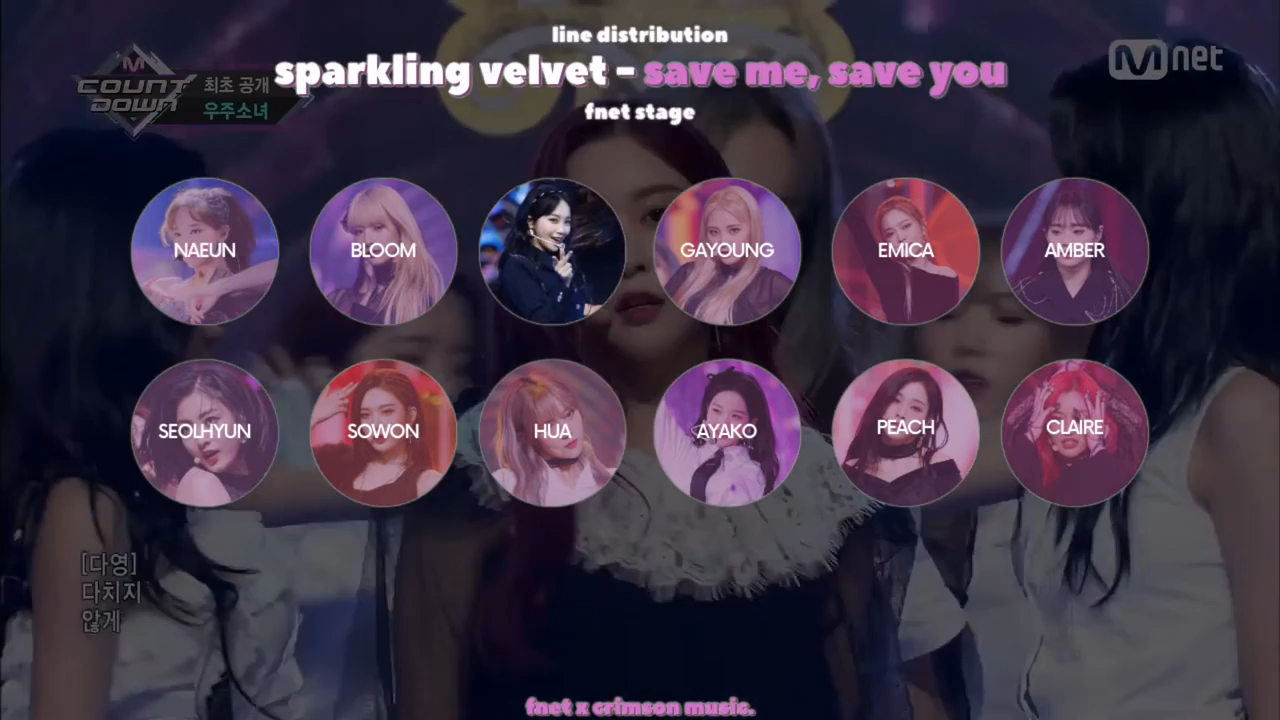 line distribution
sparkling velvet - save me, save you
fnet stage
M
COUNT
DOWN
최초 공개
우주소녀
Mnet
NAEUN
BLOOM
GAYOUNG
EMICA
AMBER
SEOLHYUN
SOWON
HUA
AYAKO
PEACH
CLAIRE
[다영]
다치지
않게
fnet x crimson music.